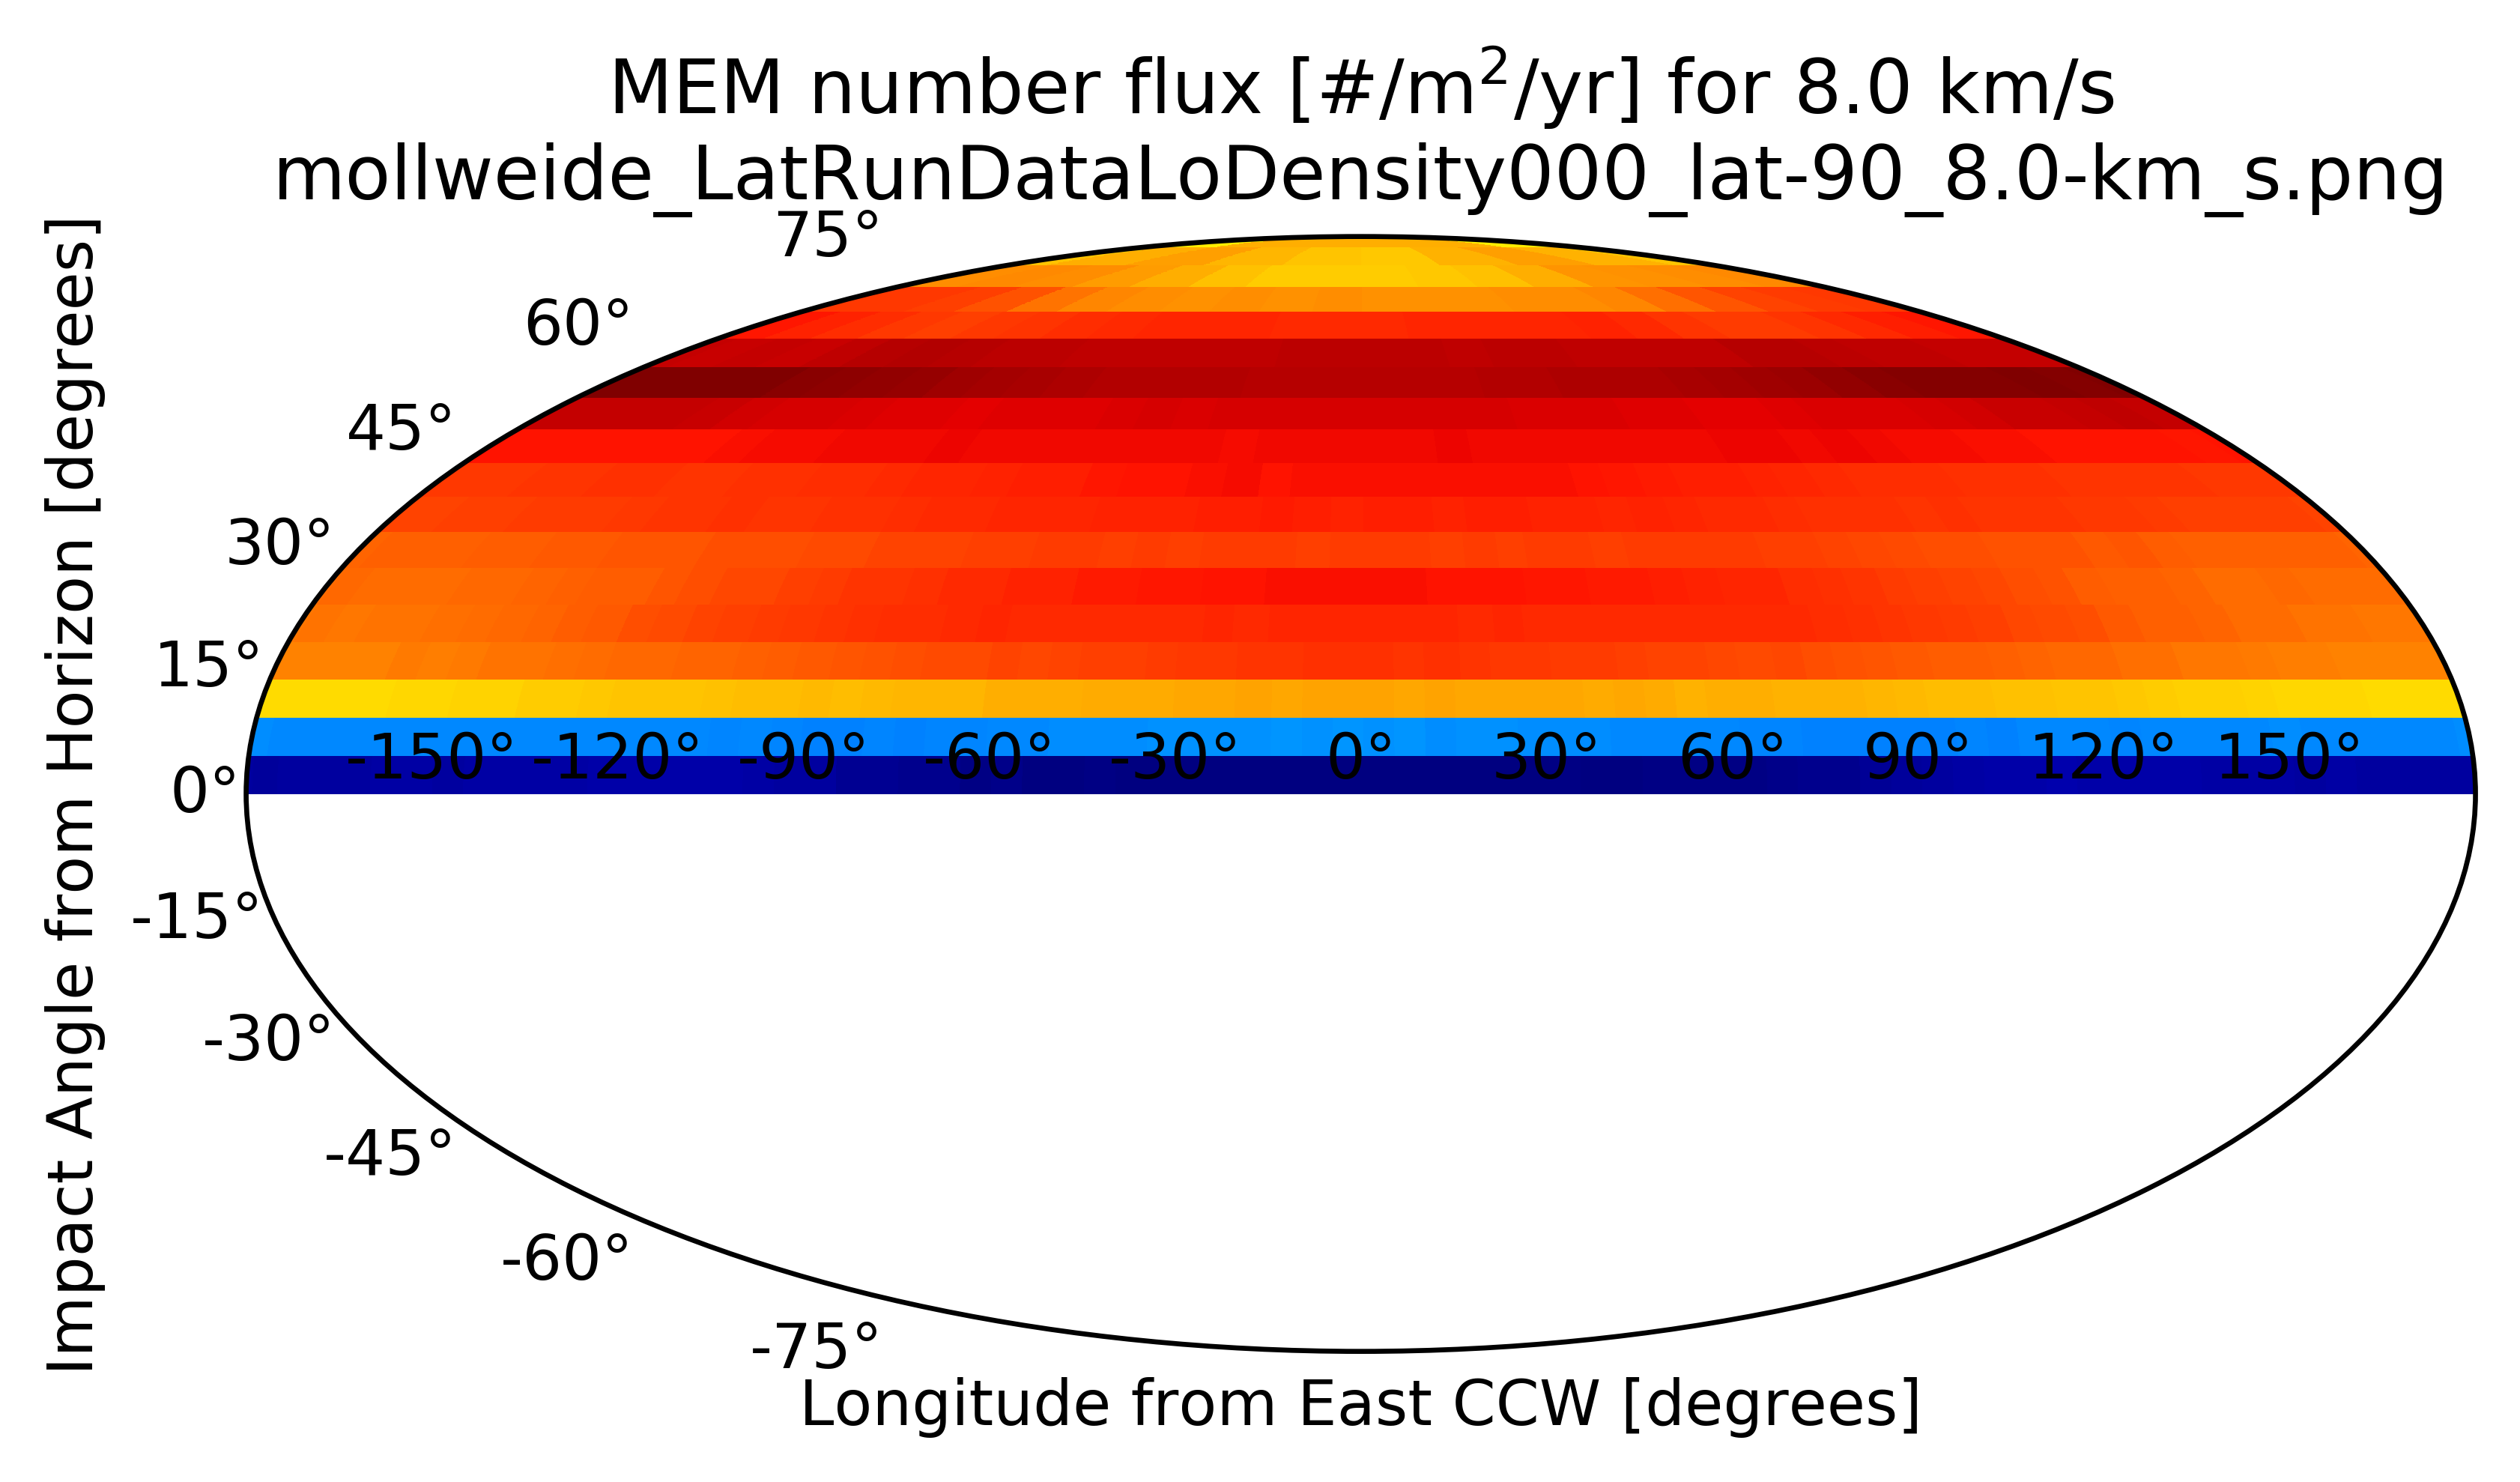 MEM number flux [#/m²/yr] for 8.0 km/s
mollweide_LatRunDataLoDensity000_lat-90_8.0-km_s.png
Impact Angle from Horizon [degrees]
75°
60°
45°
30°
15°
0°
-15°
-30°
-45°
-60°
-75°
-150° -120° -90° -60° -30° 0° 30° 60° 90° 120° 150°
Longitude from East CCW [degrees]